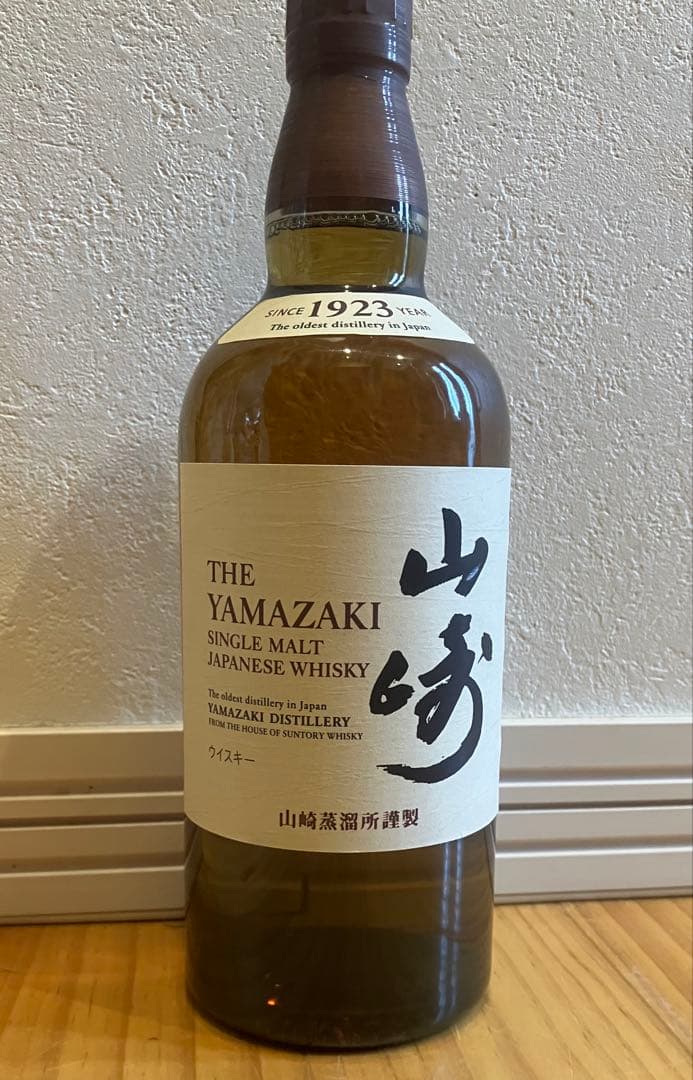 SINCE 1923 YEAR
The oldest distillery in Japan
山崎
THE
YAMAZAKI
SINGLE MALT
JAPANESE WHISKY
The oldest distillery in Japan
YAMAZAKI DISTILLERY
FROM THE HOUSE OF SUNTORY WHISKY
ウイスキー
山崎蒸溜所謹製